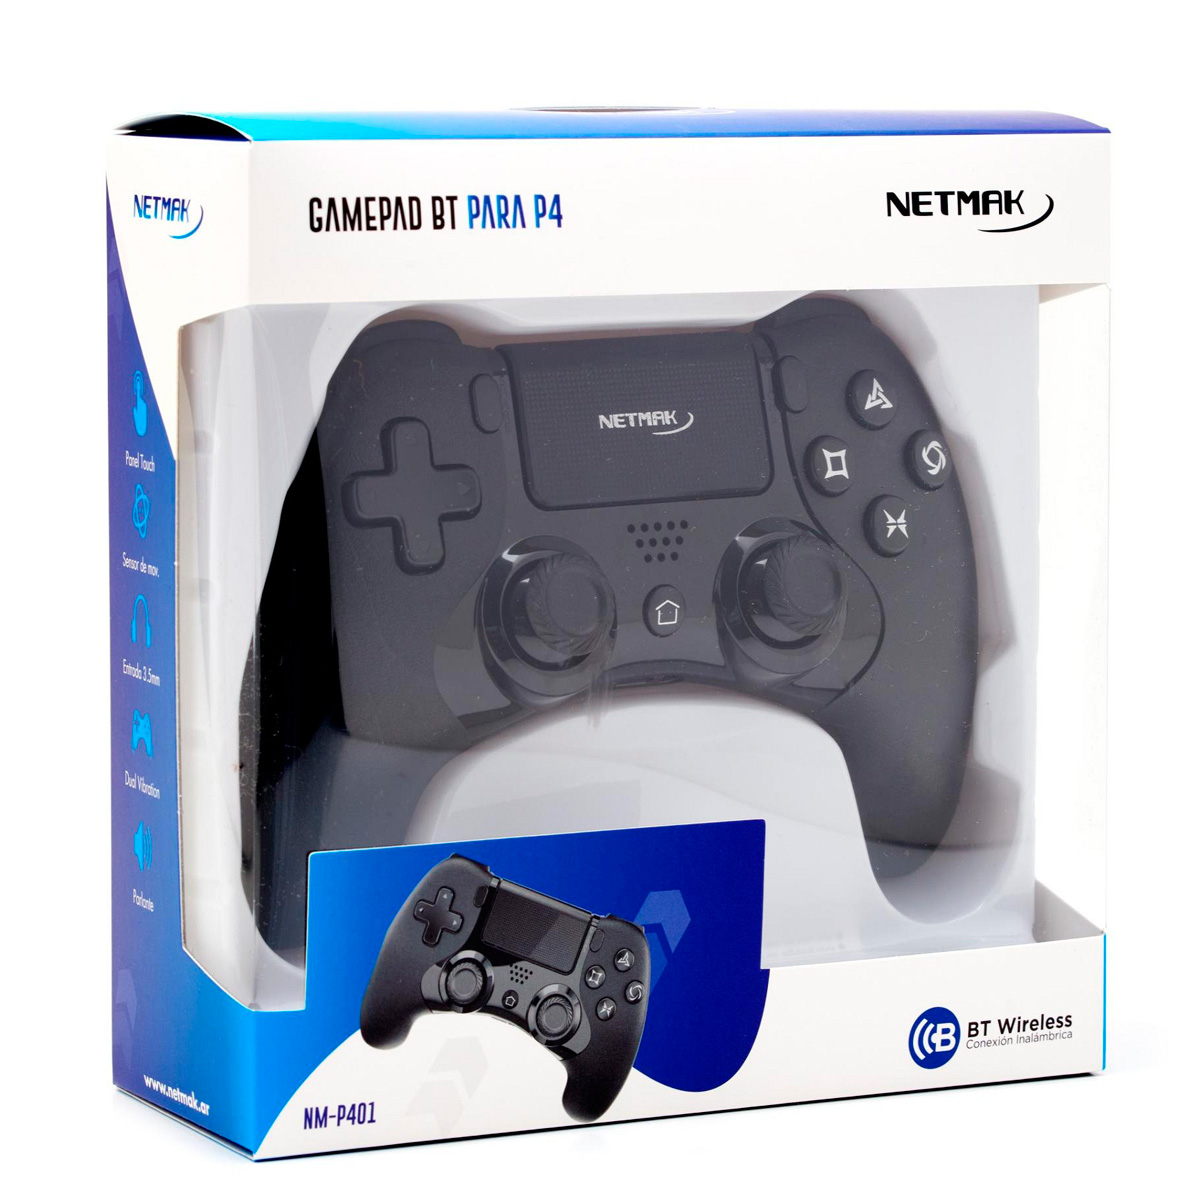 NETMAK
GAMEPAD BT PARA P4
NETMAK
NETMAK
Panel Touch
Sensor de mov.
Entrada 3.5mm
Dual Vibration
Parlante
www.netmak.ar
NM-P401
BT Wireless
Conexión Inalámbrica